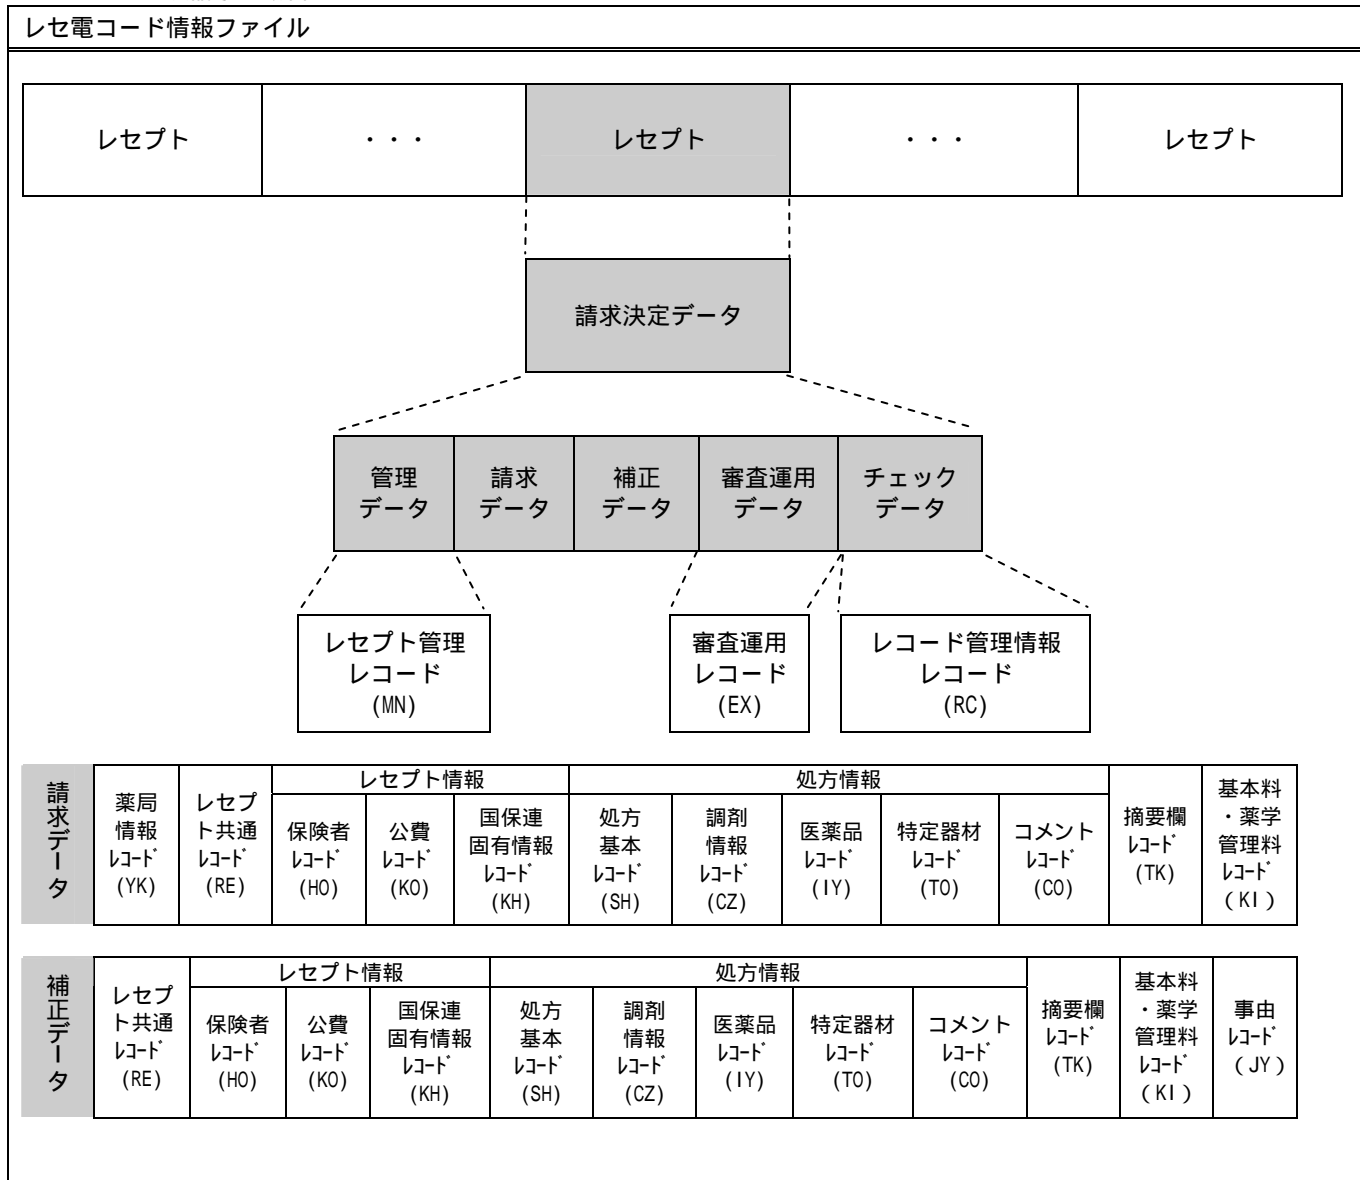 レセ電コード情報ファイル
レセプト
・・・
レセプト
・・・
レセプト
請求決定データ
管理
データ
請求
データ
補正
データ
審査運用
データ
チェック
データ
レセプト管理
レコード
(MN)
審査運用
レコード
(EX)
レコード管理情報
レコード
(RC)
請求データ
薬局
情報
ﾚｺｰﾄﾞ
(YK)
レセプ
ト共通
ﾚｺｰﾄﾞ
(RE)
レセプト情報
保険者
ﾚｺｰﾄﾞ
(HO)
公費
ﾚｺｰﾄﾞ
(KO)
国保連
固有情報
ﾚｺｰﾄﾞ
(KH)
処方情報
処方
基本
ﾚｺｰﾄﾞ
(SH)
調剤
情報
ﾚｺｰﾄﾞ
(CZ)
医薬品
ﾚｺｰﾄﾞ
(IY)
特定器材
ﾚｺｰﾄﾞ
(TO)
コメント
ﾚｺｰﾄﾞ
(CO)
摘要欄
ﾚｺｰﾄﾞ
(TK)
基本料
・薬学
管理料
ﾚｺｰﾄﾞ
(KI)
補正データ
レセプ
ト共通
ﾚｺｰﾄﾞ
(RE)
レセプト情報
保険者
ﾚｺｰﾄﾞ
(HO)
公費
ﾚｺｰﾄﾞ
(KO)
国保連
固有情報
ﾚｺｰﾄﾞ
(KH)
処方情報
処方
基本
ﾚｺｰﾄﾞ
(SH)
調剤
情報
ﾚｺｰﾄﾞ
(CZ)
医薬品
ﾚｺｰﾄﾞ
(IY)
特定器材
ﾚｺｰﾄﾞ
(TO)
コメント
ﾚｺｰﾄﾞ
(CO)
摘要欄
ﾚｺｰﾄﾞ
(TK)
基本料
・薬学
管理料
ﾚｺｰﾄﾞ
(KI)
事由
ﾚｺｰﾄﾞ
(JY)